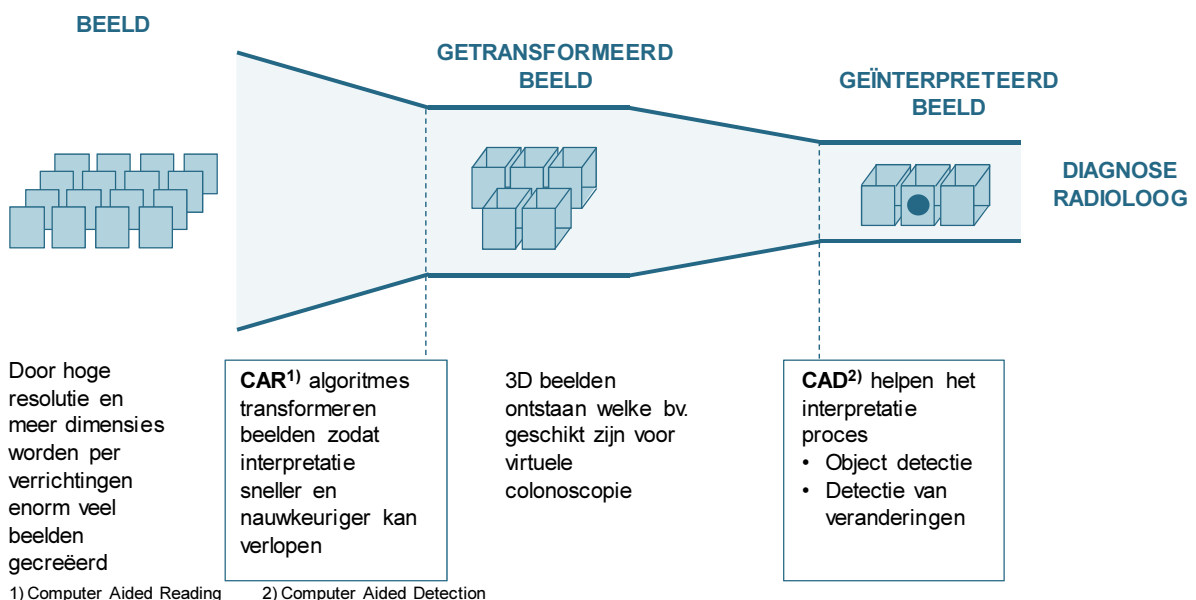 BEELD
GETRANSFORMEERD
BEELD
GEÏNTERPRETEERD
BEELD
DIAGNOSE
RADIOLOOG
Door hoge
resolutie en
meer dimensies
worden per
verrichtingen
enorm veel
beelden
gecreëerd
CAR1) algoritmes
transformeren
beelden zodat
interpretatie
sneller en
nauwkeuriger kan
verlopen
3D beelden
ontstaan welke bv.
geschikt zijn voor
virtuele
colonoscopie
CAD2) helpen het
interpretatie
proces
• Object detectie
• Detectie van
veranderingen
1) Computer Aided Reading 2) Computer Aided Detection